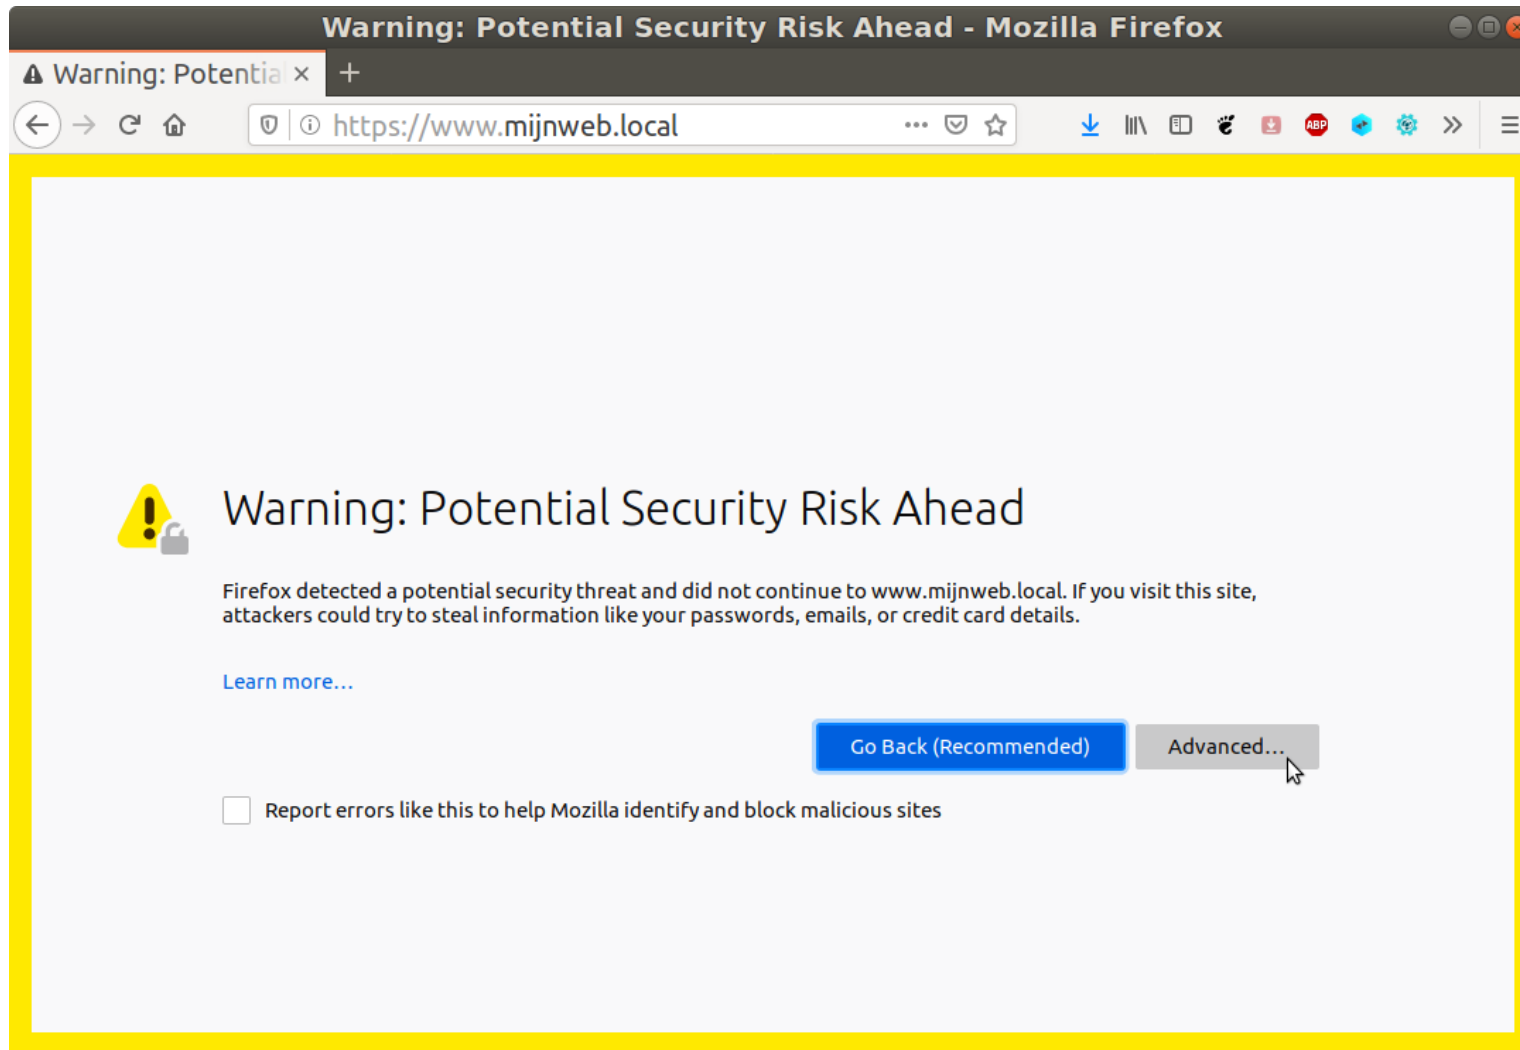 Warning: Potential Security Risk Ahead - Mozilla Firefox
Warning: Potentia
https://www.mijnweb.local
ABP
Warning: Potential Security Risk Ahead
Firefox detected a potential security threat and did not continue to www.mijnweb.local. If you visit this site,
attackers could try to steal information like your passwords, emails, or credit card details.
Learn more…
Go Back (Recommended) Advanced…
Report errors like this to help Mozilla identify and block malicious sites